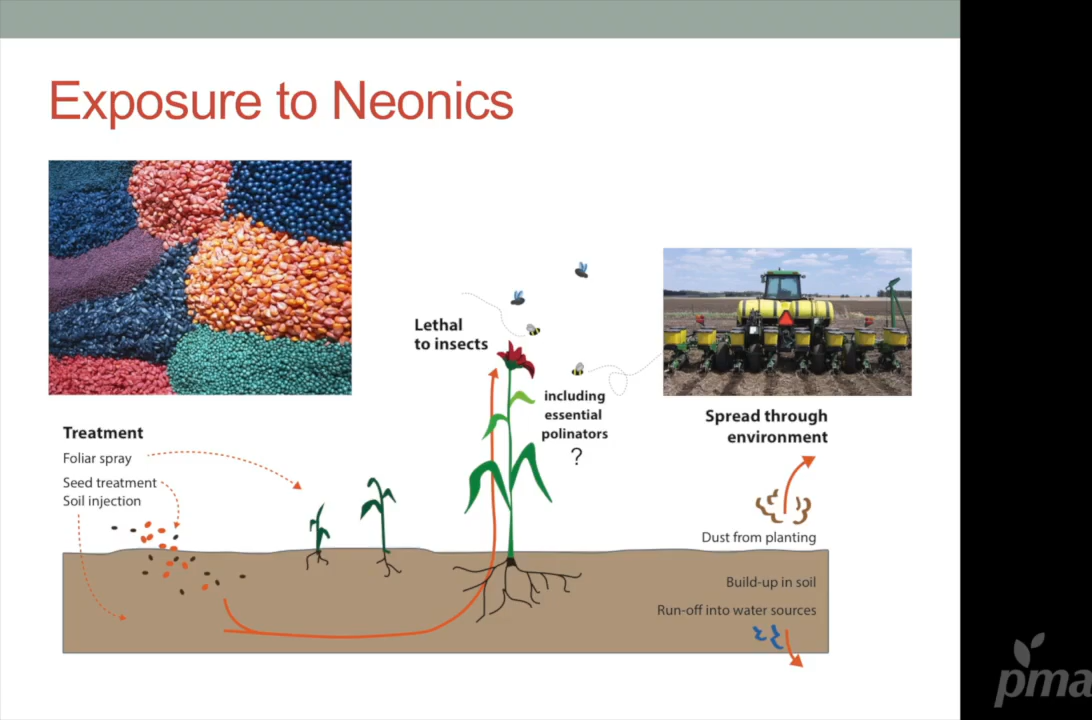 Exposure to Neonics
Lethal
to insects
including
essential
polinators
?
Treatment
Foliar spray
Seed treatment
Soil injection
Spread through
environment
Dust from planting
Build-up in soil
Run-off into water sources
pma